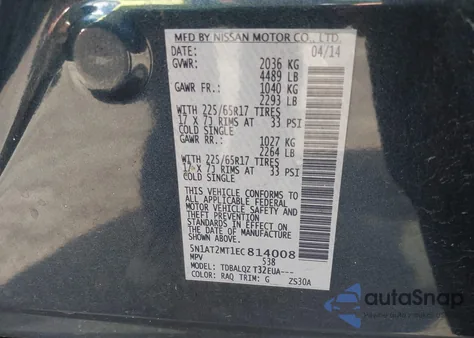 MFD BY NISSAN MOTOR CO., LTD.
DATE: 04/14
GVWR: 2036 KG
4489 LB
GAWR FR.: 1040 KG
2293 LB
WITH 225/65R17 TIRES
17 X 7J RIMS AT 33 PSI
COLD SINGLE
GAWR RR.: 1027 KG
2264 LB
WITH 225/65R17 TIRES
17 X 7J RIMS AT 33 PSI
COLD SINGLE
THIS VEHICLE CONFORMS TO
ALL APPLICABLE FEDERAL
MOTOR VEHICLE SAFETY AND
THEFT PREVENTION
STANDARDS IN EFFECT ON
THE DATE OF MANUFACTURE
SHOWN ABOVE.
5N1AT2MT1EC814008
MPV 538
MODEL: TDBALQZ T32EUA---
COLOR: RAQ TRIM: G ZS30A
autoSnap